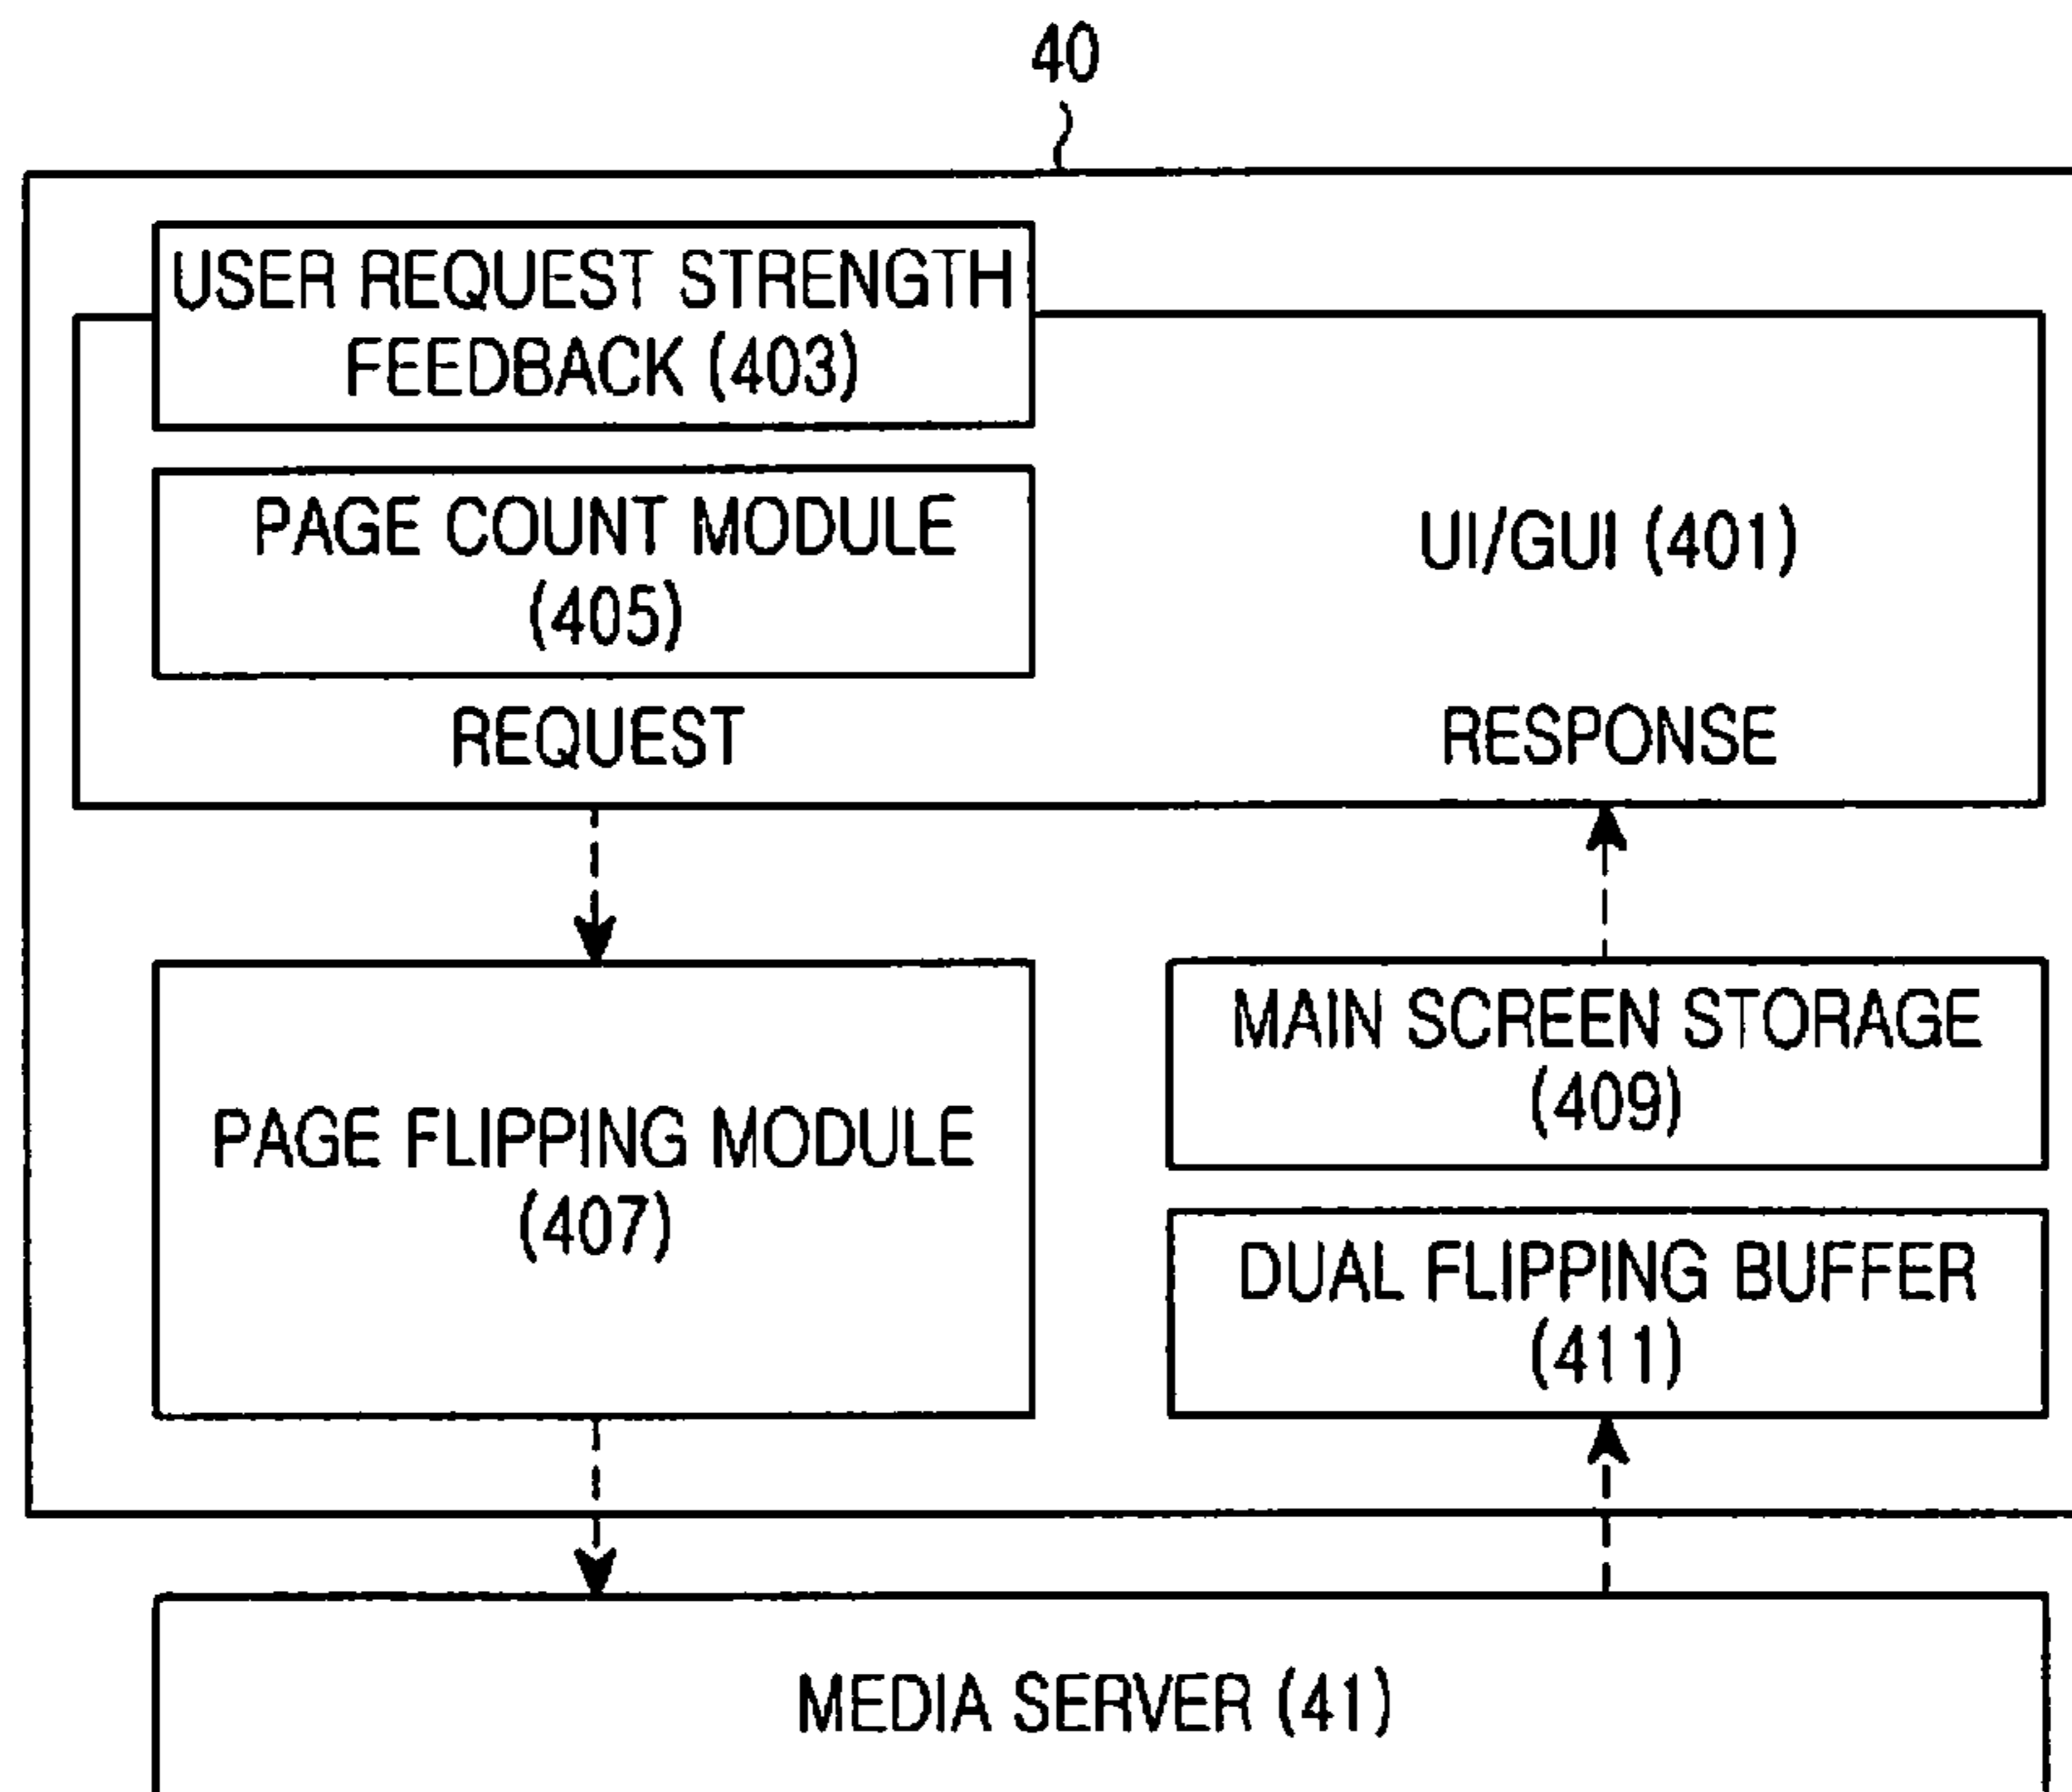 40
USER REQUEST STRENGTH
FEEDBACK (403)
PAGE COUNT MODULE
(405)
UI/GUI (401)
REQUEST
RESPONSE
PAGE FLIPPING MODULE
(407)
MAIN SCREEN STORAGE
(409)
DUAL FLIPPING BUFFER
(411)
MEDIA SERVER (41)